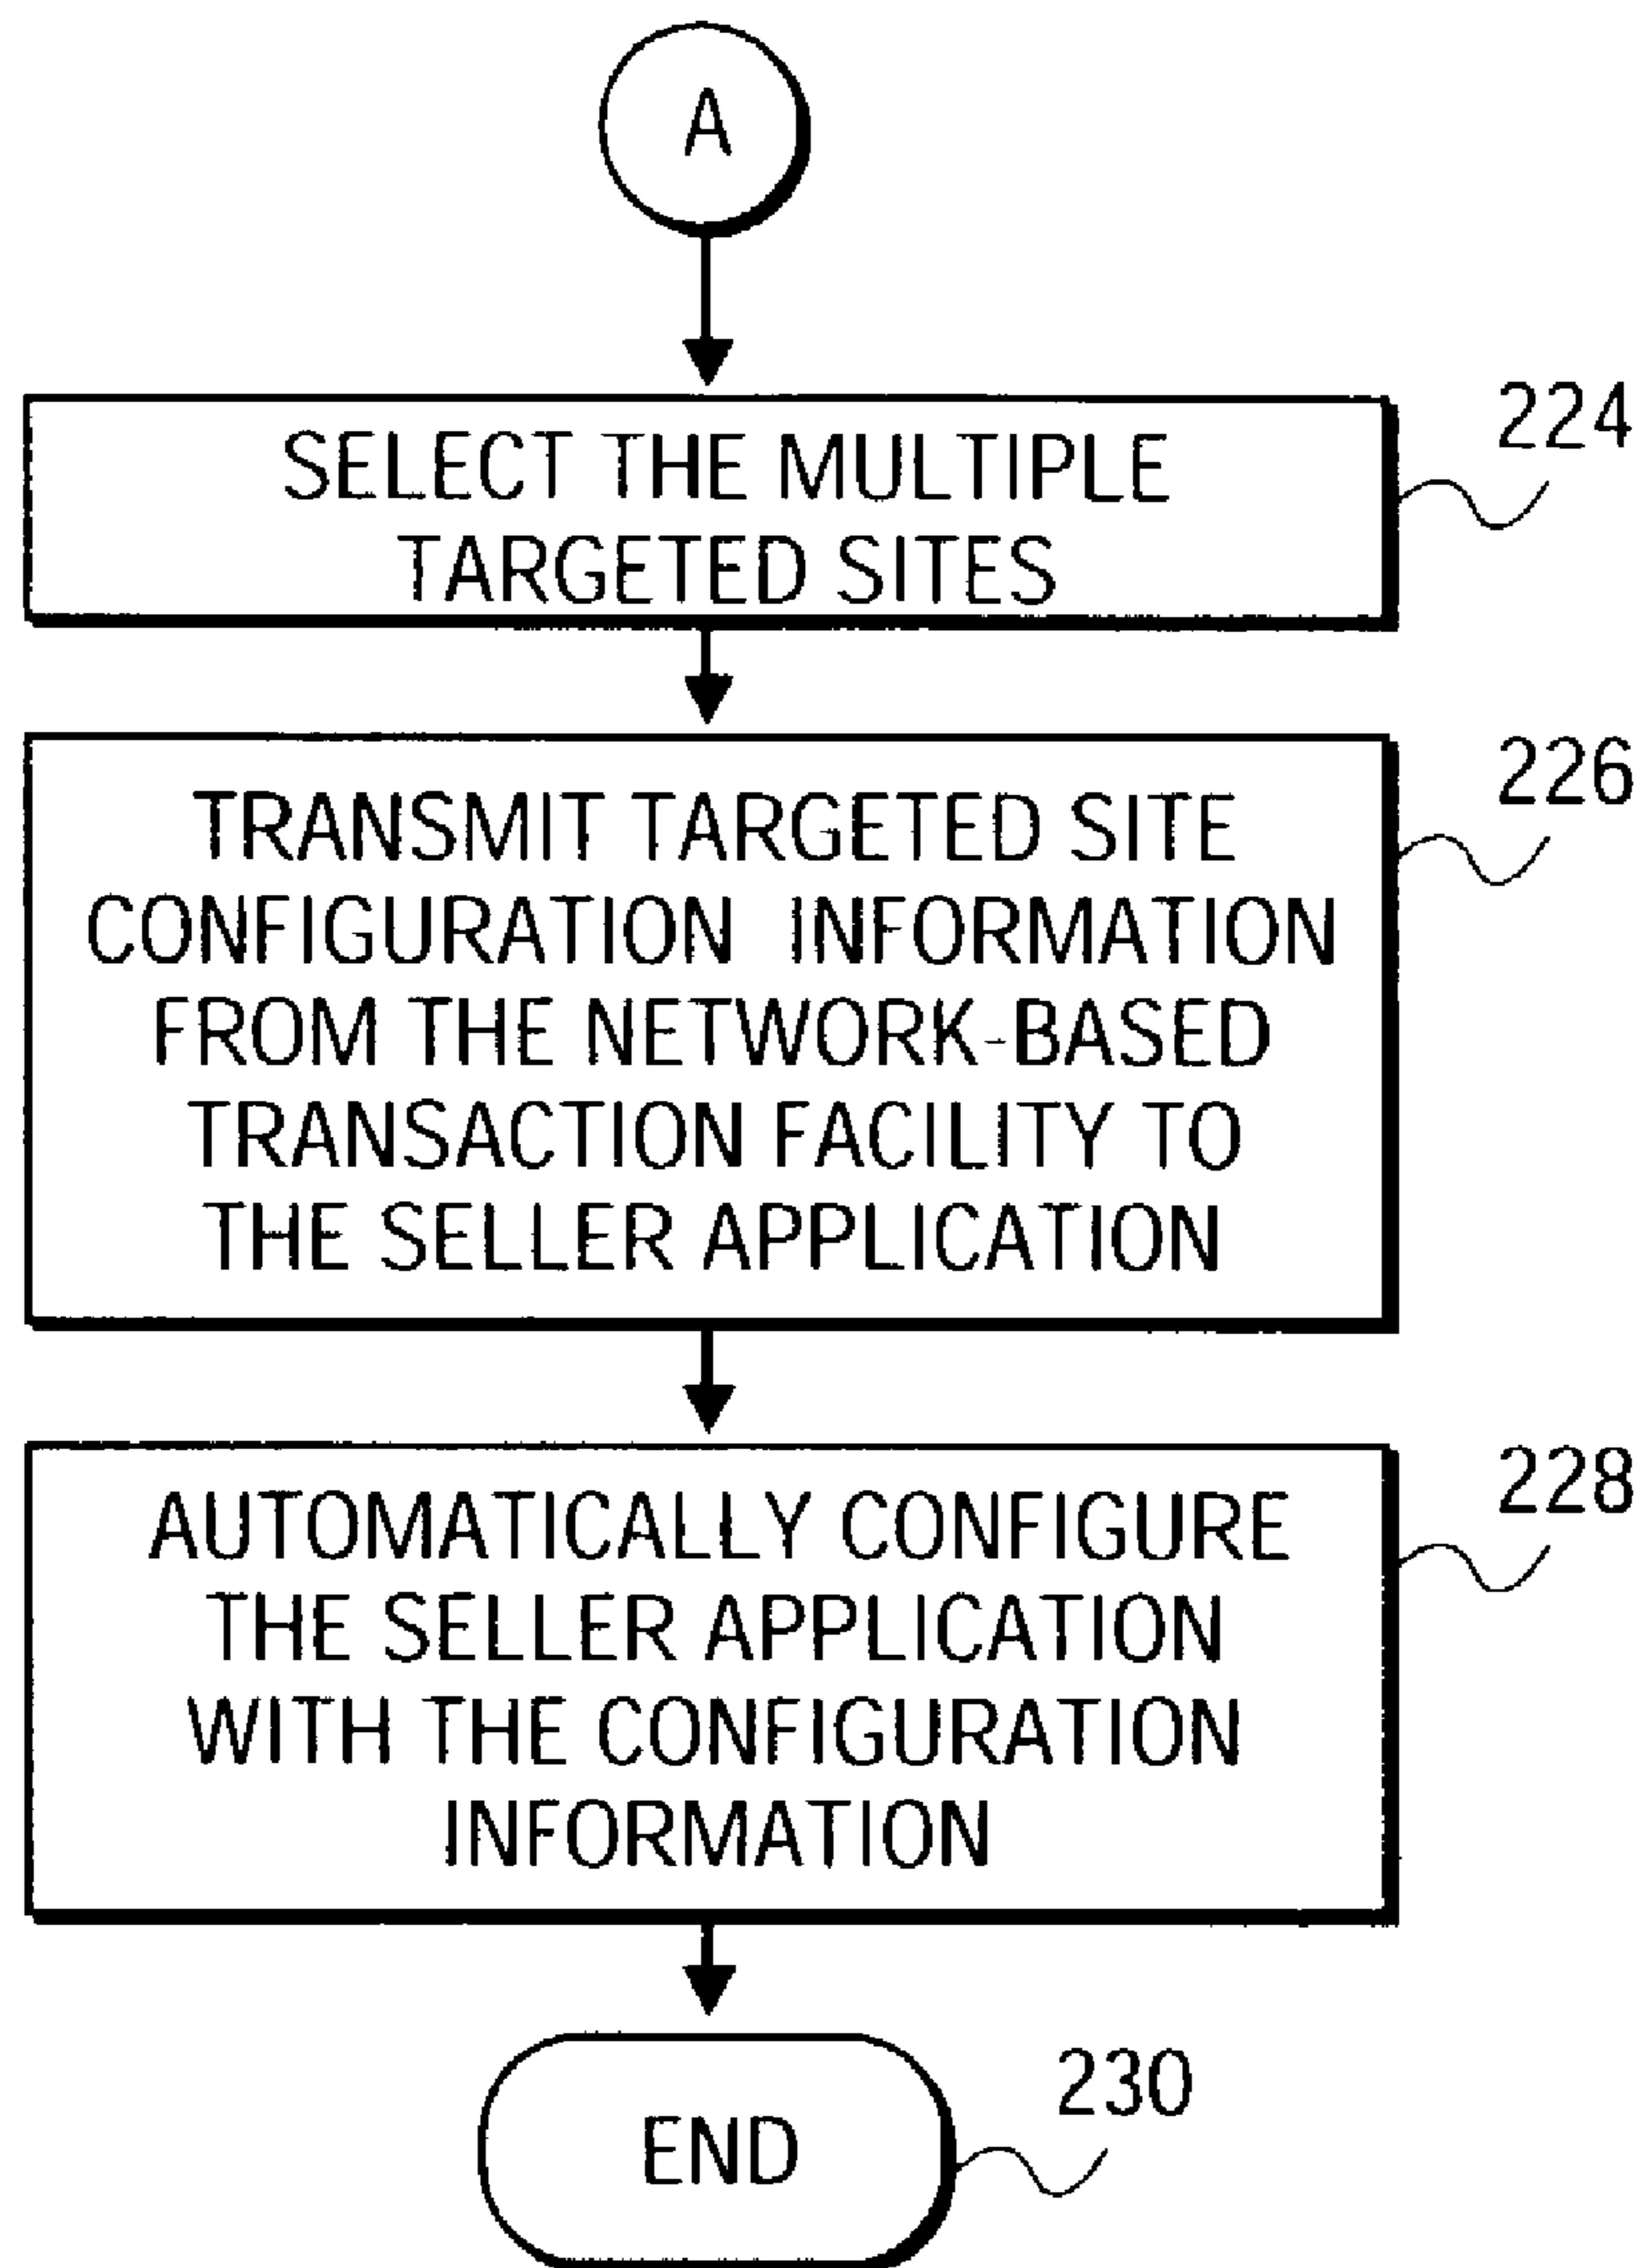 A
SELECT THE MULTIPLE
TARGETED SITES
224
TRANSMIT TARGETED SITE
CONFIGURATION INFORMATION
FROM THE NETWORK-BASED
TRANSACTION FACILITY TO
THE SELLER APPLICATION
226
AUTOMATICALLY CONFIGURE
THE SELLER APPLICATION
WITH THE CONFIGURATION
INFORMATION
228
END
230